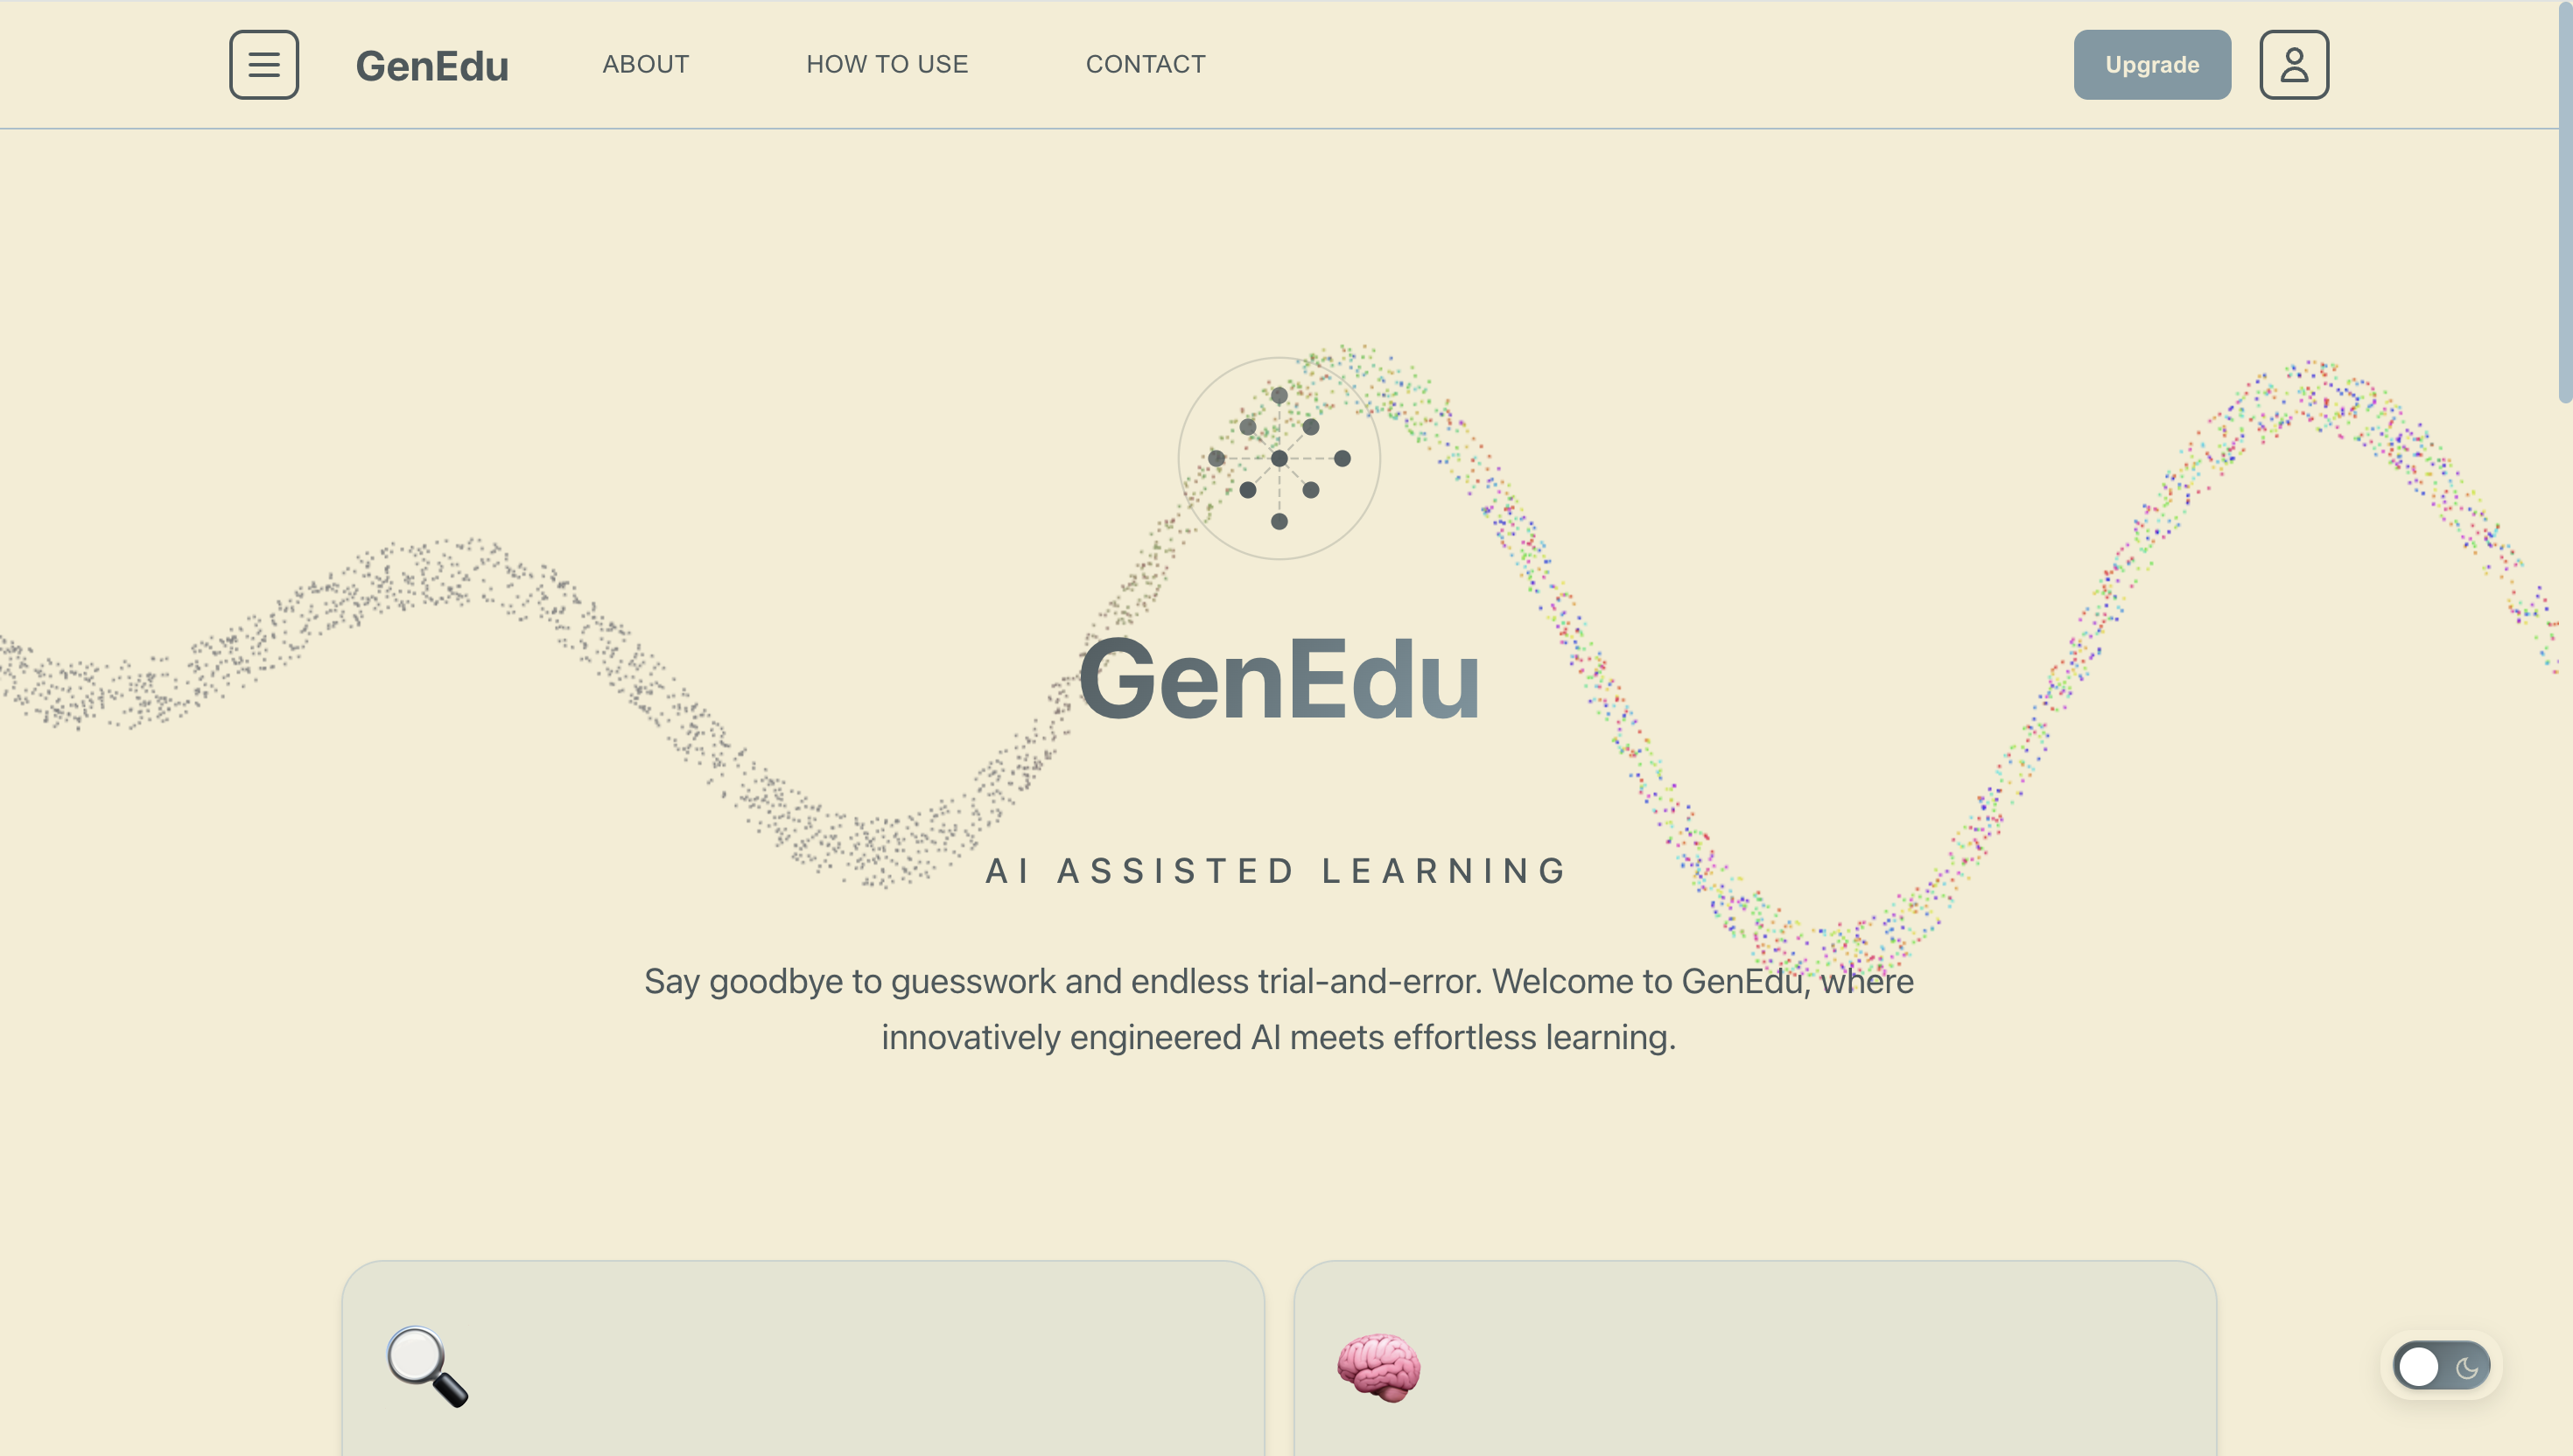 GenEdu
ABOUT
HOW TO USE
CONTACT
Upgrade
GenEdu
AI ASSISTED LEARNING
Say goodbye to guesswork and endless trial-and-error. Welcome to GenEdu, where
innovatively engineered AI meets effortless learning.